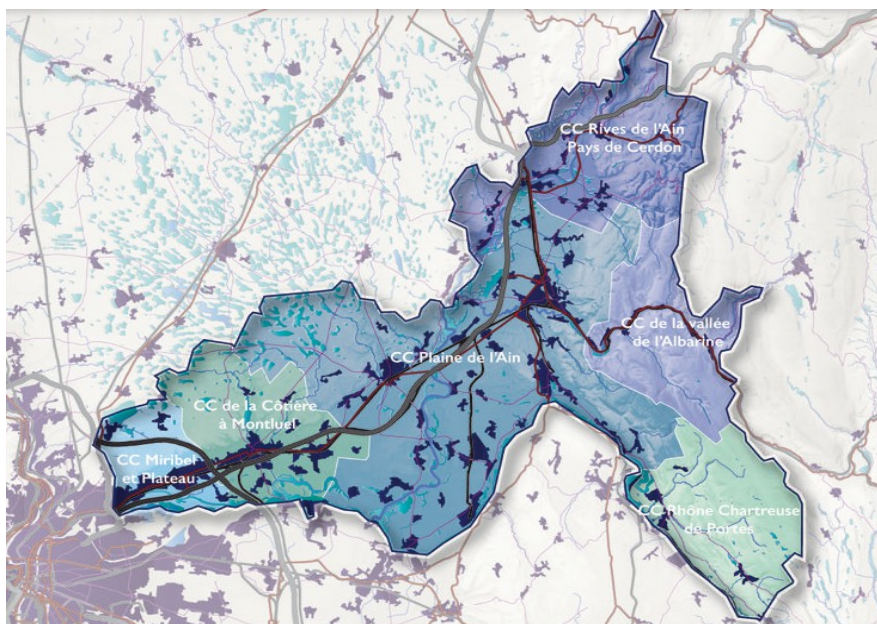 CC Rives de l'Ain
Pays de Cerdon
CC de la vallée
de l'Albarine
CC Plaine de l'Ain
CC de la Côtière
à Montluel
CC Miribel
et Plateau
CC Rhône Chartreuse
de Portes